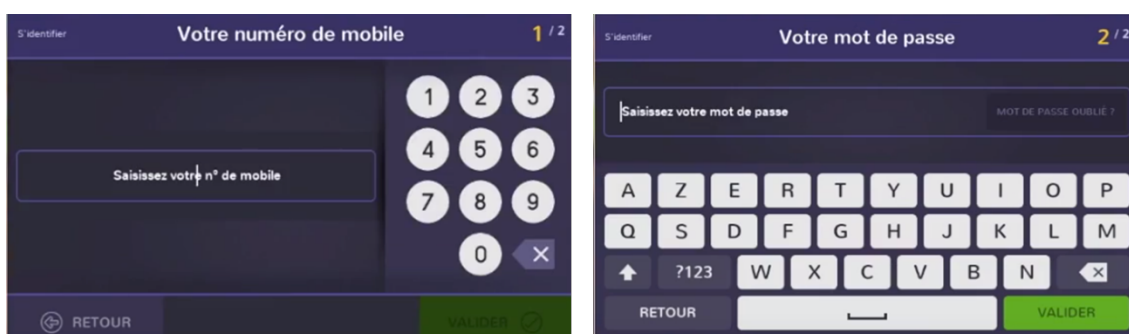 S'identifier Votre numéro de mobile 1 / 2
1 2 3
4 5 6
Saisissez votre n° de mobile
7 8 9
0
RETOUR VALIDER
S'identifier Votre mot de passe 2 / 2
Saisissez votre mot de passe MOT DE PASSE OUBLIÉ ?
A Z E R T Y U I O P
Q S D F G H J K L M
?123 W X C V B N
RETOUR VALIDER